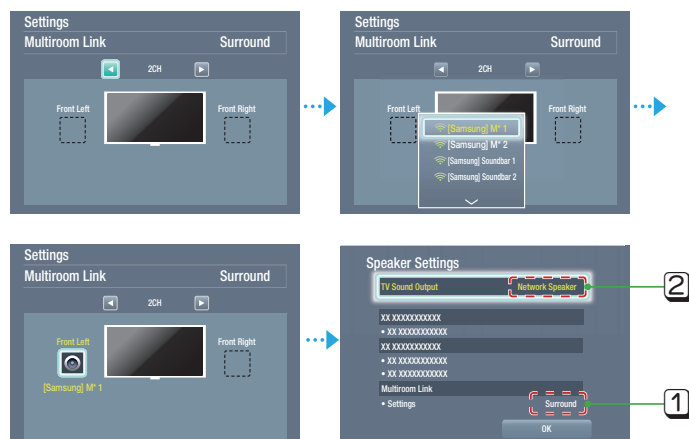 Settings
Multiroom Link Surround
2CH
Front Left Front Right
Settings
Multiroom Link Surround
2CH
Front Left Front Right
[Samsung] M* 1
[Samsung] M* 2
[Samsung] Soundbar 1
[Samsung] Soundbar 2
Settings
Multiroom Link Surround
2CH
Front Left Front Right
[Samsung] M* 1
Speaker Settings
TV Sound Output Network Speaker 2
XX XXXXXXXXXXX
• XX XXXXXXXXXXX
XX XXXXXXXXXXX
• XX XXXXXXXXXXX
• XX XXXXXXXXXXX
Multiroom Link
• Settings Surround 1
OK